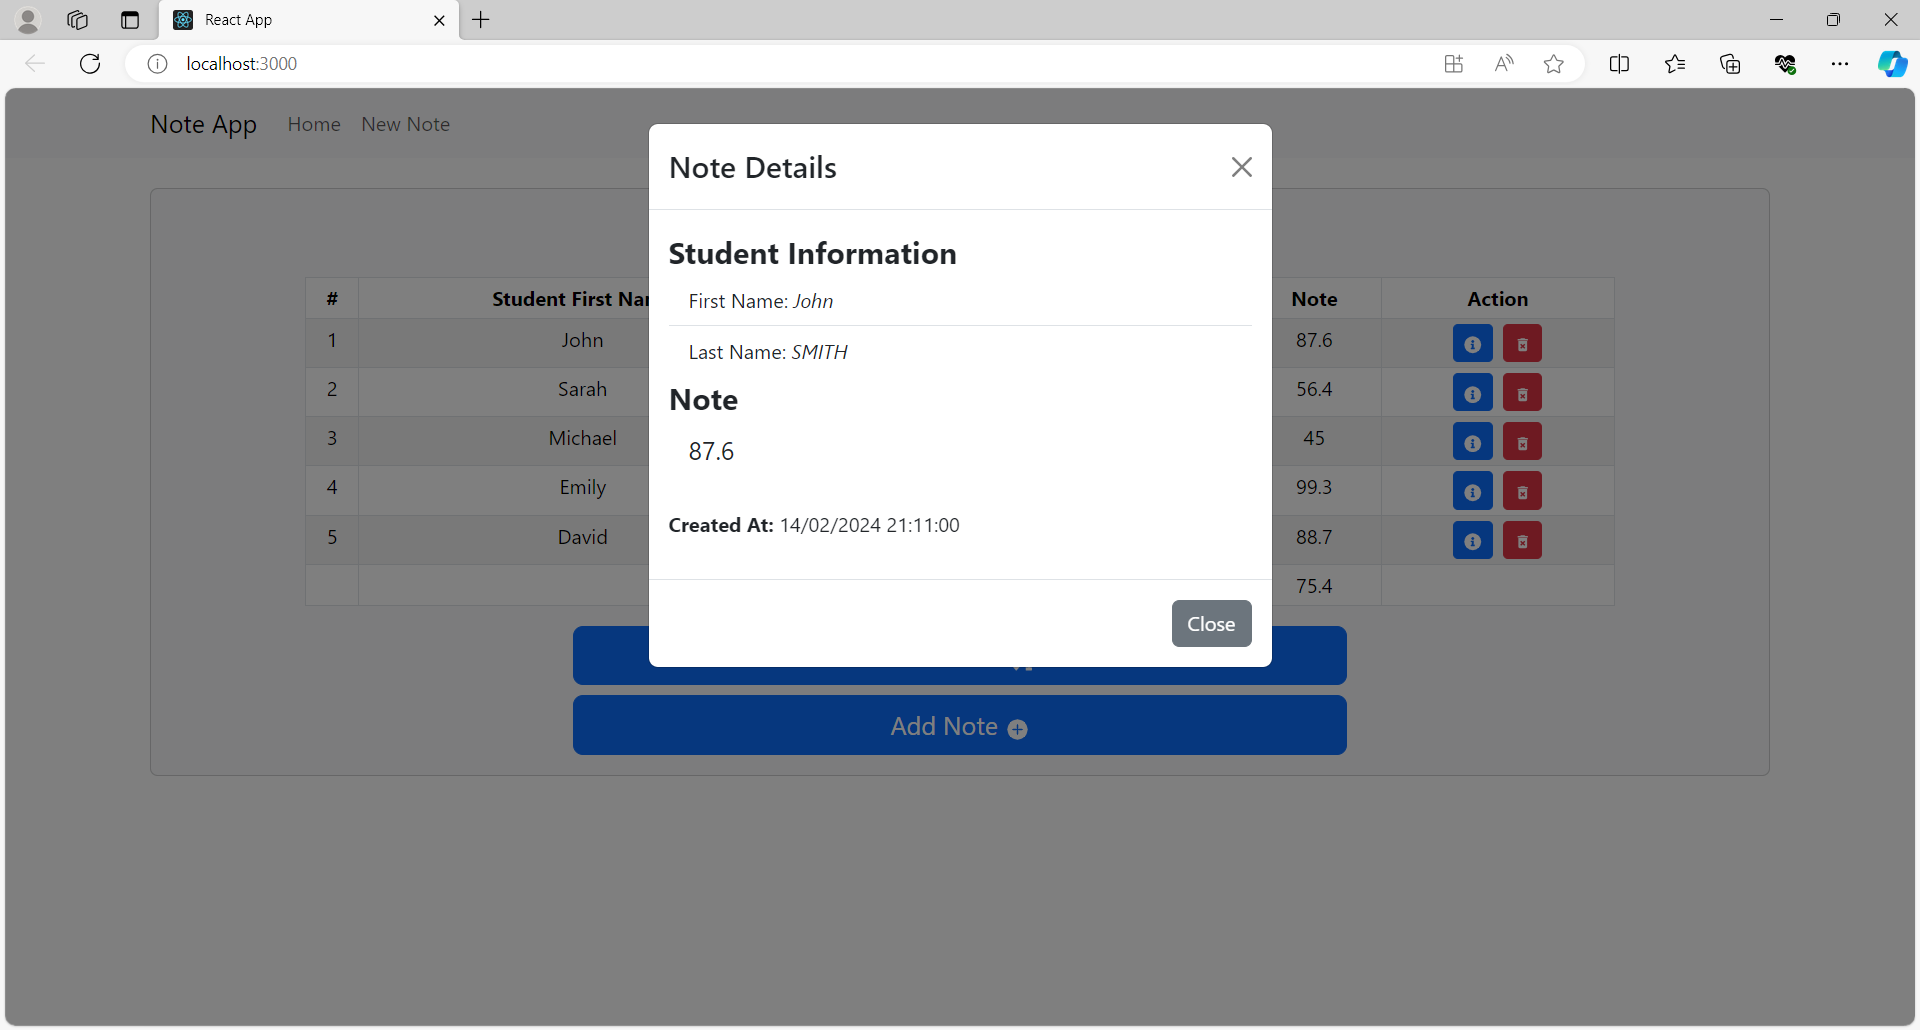 React App
localhost:3000
Note App Home New Note
Note Details
Student Information
First Name: John
Last Name: SMITH
Note
87.6
Created At: 14/02/2024 21:11:00
Close
# Student First Note Action
1 John 87.6
2 Sarah 56.4
3 Michael 45
4 Emily 99.3
5 David 88.7
75.4
Add Note